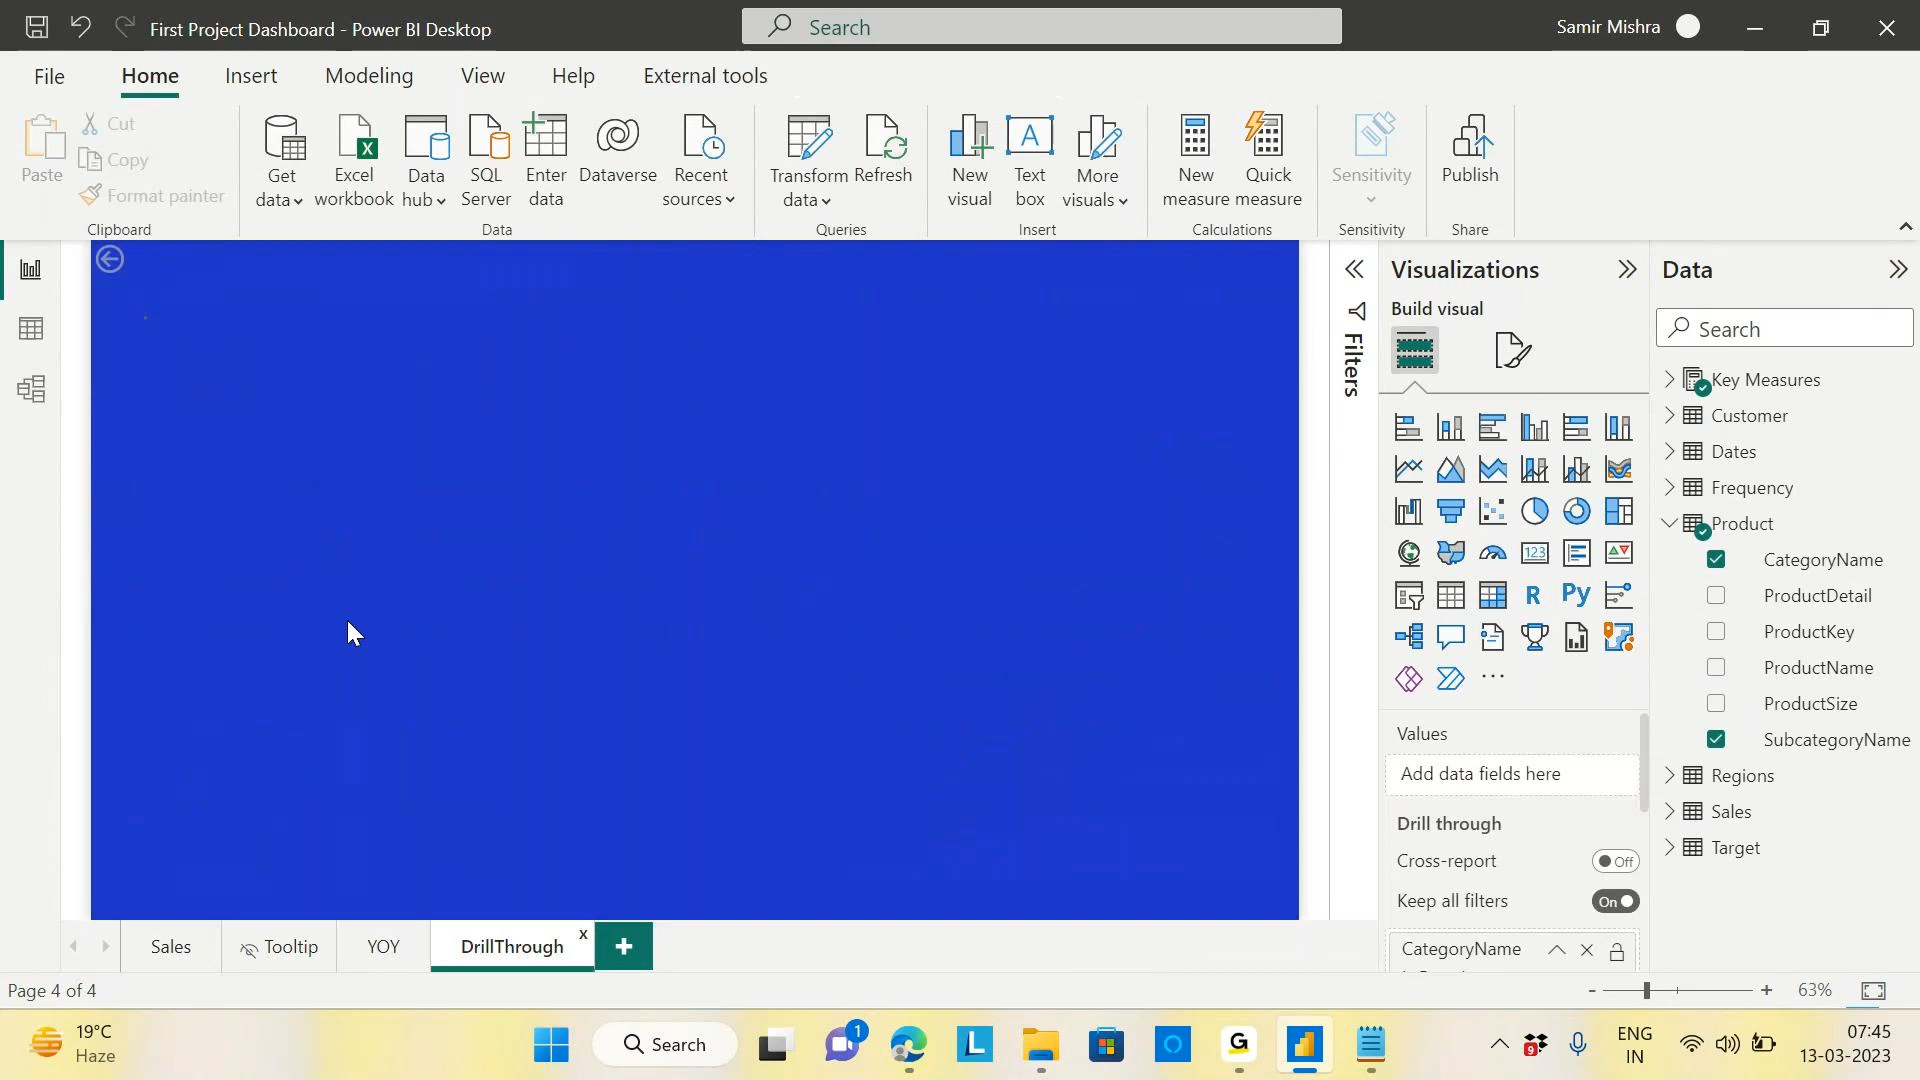 First Project Dashboard - Power BI Desktop
Search
Samir Mishra
File
Home
Insert
Modeling
View
Help
External tools
Paste
Cut
Copy
Format painter
Clipboard
Get
data
Excel
workbook
Data
hub
SQL
Server
Enter
data
Dataverse
Recent
sources
Data
Transform
data
Refresh
Queries
New
visual
A
Text
box
More
visuals
Insert
New
measure
Quick
measure
Calculations
Sensitivity
Sensitivity
Publish
Share
Filters
Visualizations
Build visual
123
R
Py
Values
Add data fields here
Drill through
Cross-report
Off
Keep all filters
On
CategoryName
Data
Search
Key Measures
Customer
Dates
Frequency
Product
CategoryName
ProductDetail
ProductKey
ProductName
ProductSize
SubcategoryName
Regions
Sales
Target
Sales
Tooltip
YOY
DrillThrough
x
Page 4 of 4
- + 63%
19°C
Haze
Search
1
L
G
9
ENG
IN
07:45
13-03-2023